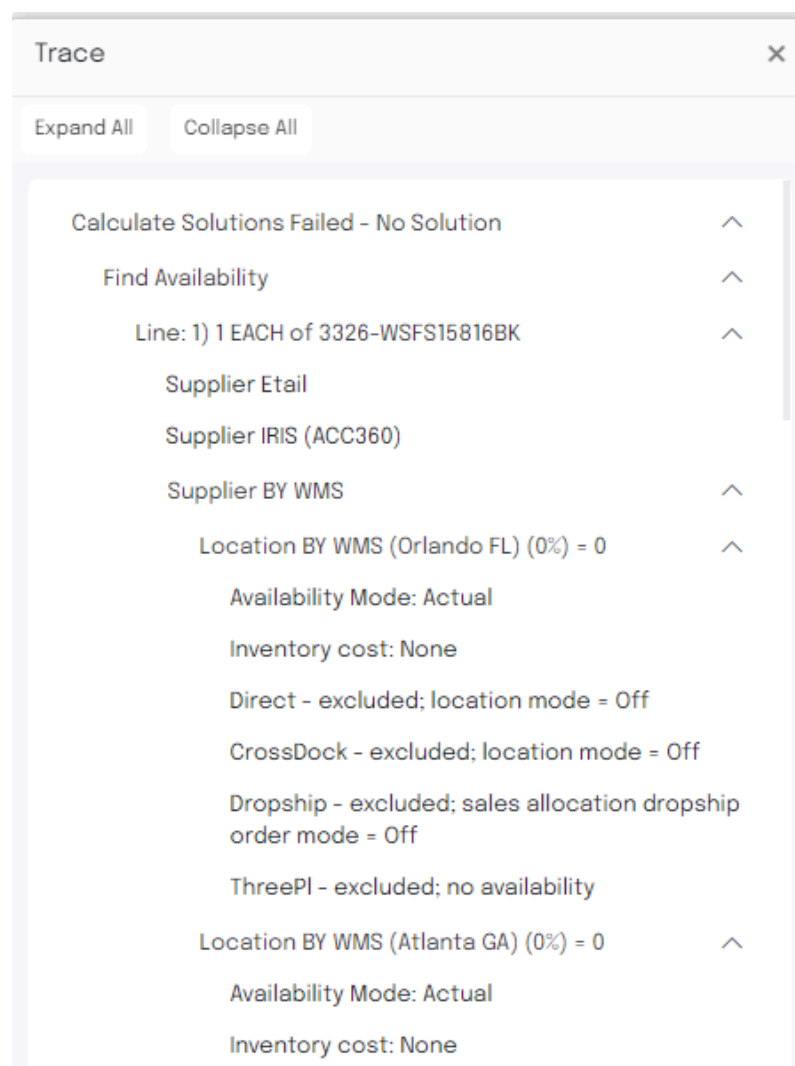 Trace
Expand All
Collapse All
Calculate Solutions Failed - No Solution
Find Availability
Line: 1) 1 EACH of 3326-WSFS15816BK
Supplier Etail
Supplier IRIS (ACC360)
Supplier BY WMS
Location BY WMS (Orlando FL) (0%) = 0
Availability Mode: Actual
Inventory cost: None
Direct - excluded; location mode = Off
CrossDock - excluded; location mode = Off
Dropship - excluded; sales allocation dropship
order mode = Off
ThreePl - excluded; no availability
Location BY WMS (Atlanta GA) (0%) = 0
Availability Mode: Actual
Inventory cost: None